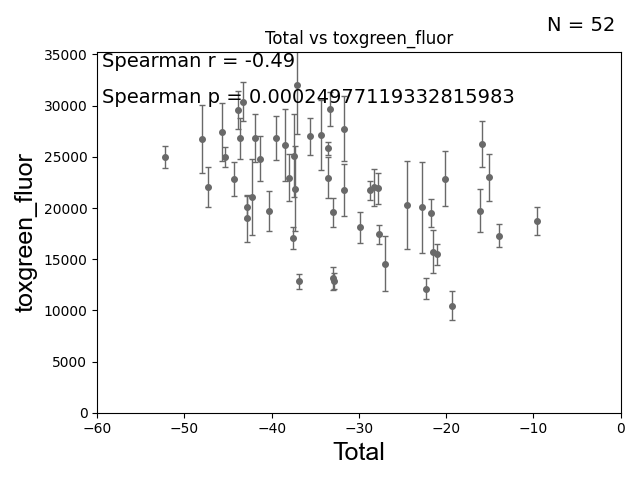 N = 52
Total vs toxgreen_fluor
Spearman r = -0.49
Spearman p = 0.00024977119332815983
toxgreen_fluor
35000
30000
25000
20000
15000
10000
5000
0
−60 −50 −40 −30 −20 −10 0
Total